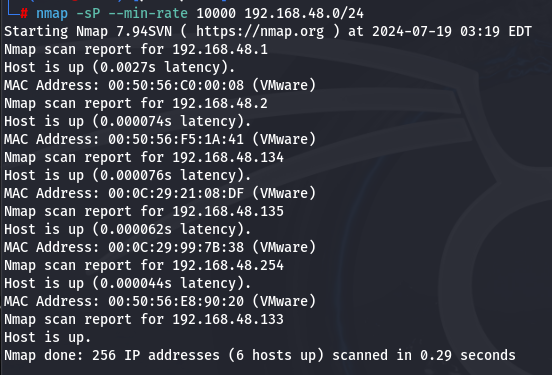 # nmap -sP --min-rate 10000 192.168.48.0/24
Starting Nmap 7.94SVN ( https://nmap.org ) at 2024-07-19 03:19 EDT
Nmap scan report for 192.168.48.1
Host is up (0.0027s latency).
MAC Address: 00:50:56:C0:00:08 (VMware)
Nmap scan report for 192.168.48.2
Host is up (0.000074s latency).
MAC Address: 00:50:56:F5:1A:41 (VMware)
Nmap scan report for 192.168.48.134
Host is up (0.000076s latency).
MAC Address: 00:0C:29:21:08:DF (VMware)
Nmap scan report for 192.168.48.135
Host is up (0.000062s latency).
MAC Address: 00:0C:29:99:7B:38 (VMware)
Nmap scan report for 192.168.48.254
Host is up (0.000044s latency).
MAC Address: 00:50:56:E8:90:20 (VMware)
Nmap scan report for 192.168.48.133
Host is up.
Nmap done: 256 IP addresses (6 hosts up) scanned in 0.29 seconds